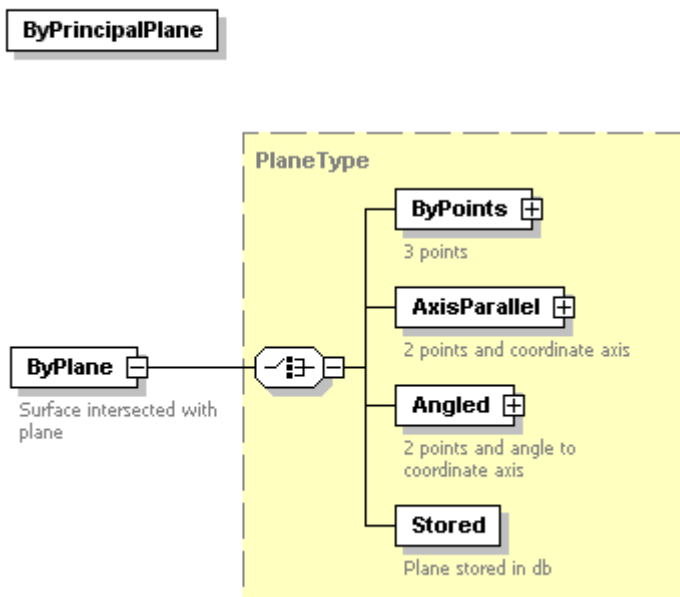 ByPrincipalPlane
PlaneType
ByPoints
3 points
AxisParallel
2 points and coordinate axis
ByPlane
Surface intersected with
plane
Angled
2 points and angle to
coordinate axis
Stored
Plane stored in db